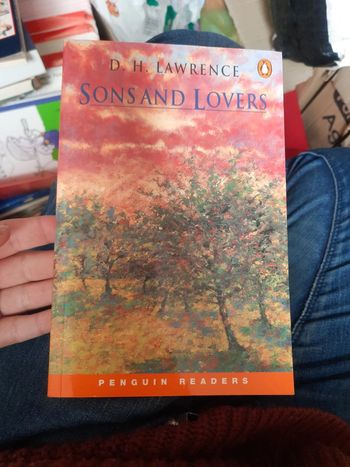 D. H. LAWRENCE
SONS AND LOVERS
PENGUIN READERS